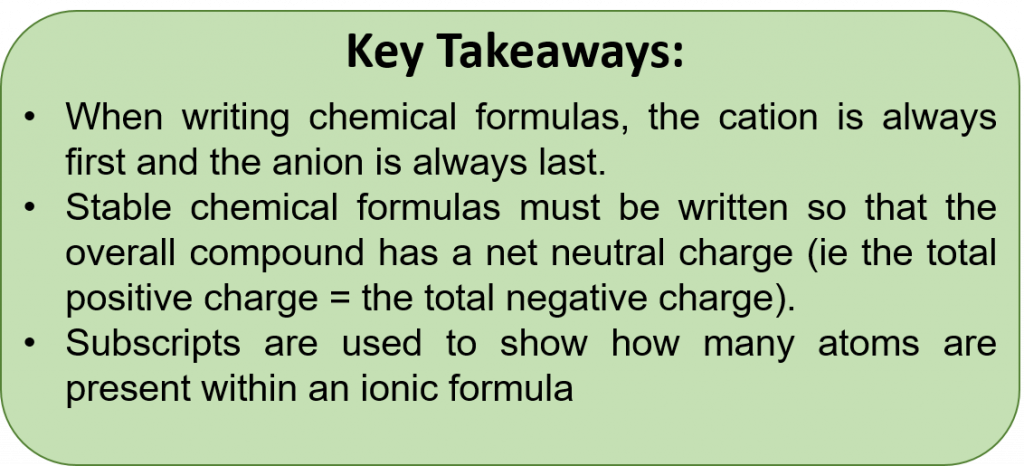 Key Takeaways:
• When writing chemical formulas, the cation is always
first and the anion is always last.
• Stable chemical formulas must be written so that the
overall compound has a net neutral charge (ie the total
positive charge = the total negative charge).
• Subscripts are used to show how many atoms are
present within an ionic formula